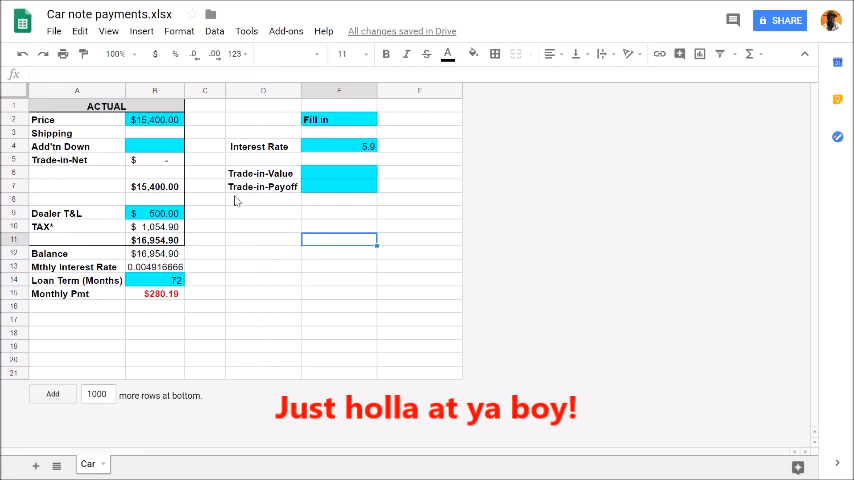 Car note payments.xlsx
File Edit View Insert Format Data Tools Add-ons Help All changes saved in Drive
SHARE
100% $ % .0 .00 123 11 B I S A Σ
fx
A B C D E F
1 ACTUAL
2 Price $15,400.00 Fill in
3 Shipping
4 Add'tn Down Interest Rate 5.9
5 Trade-in-Net $ -
6 Trade-in-Value
7 $15,400.00 Trade-in-Payoff
8
9 Dealer T&L $ 500.00
10 TAX* $ 1,054.90
11 $16,954.90
12 Balance $16,954.90
13 Mthly Interest Rate 0.004916666
14 Loan Term (Months) 72
15 Monthly Pmt $280.19
16
17
18
19
20
21
Add 1000 more rows at bottom.
Just holla at ya boy!
Car